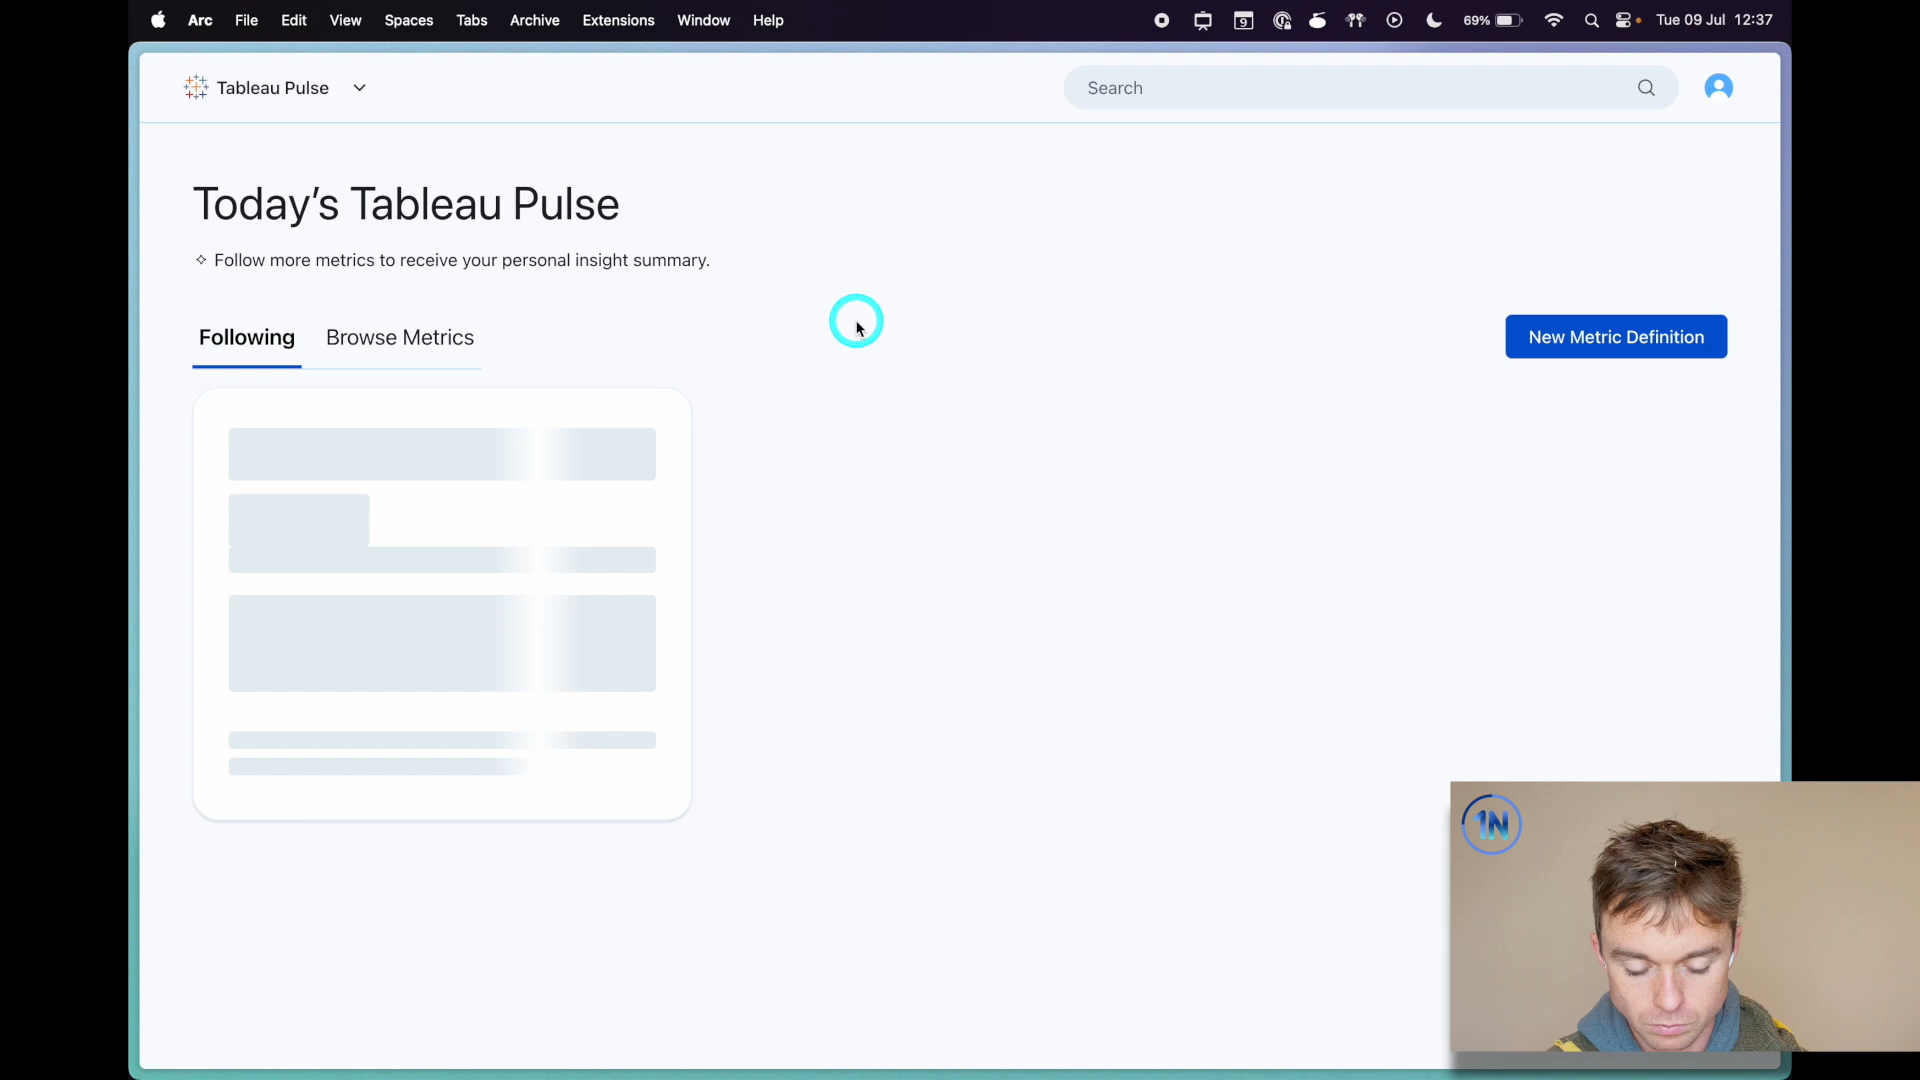 Arc File Edit View Spaces Tabs Archive Extensions Window Help
9 69% Tue 09 Jul 12:37
Tableau Pulse
Search
Today's Tableau Pulse
Follow more metrics to receive your personal insight summary.
Following Browse Metrics
New Metric Definition
1N